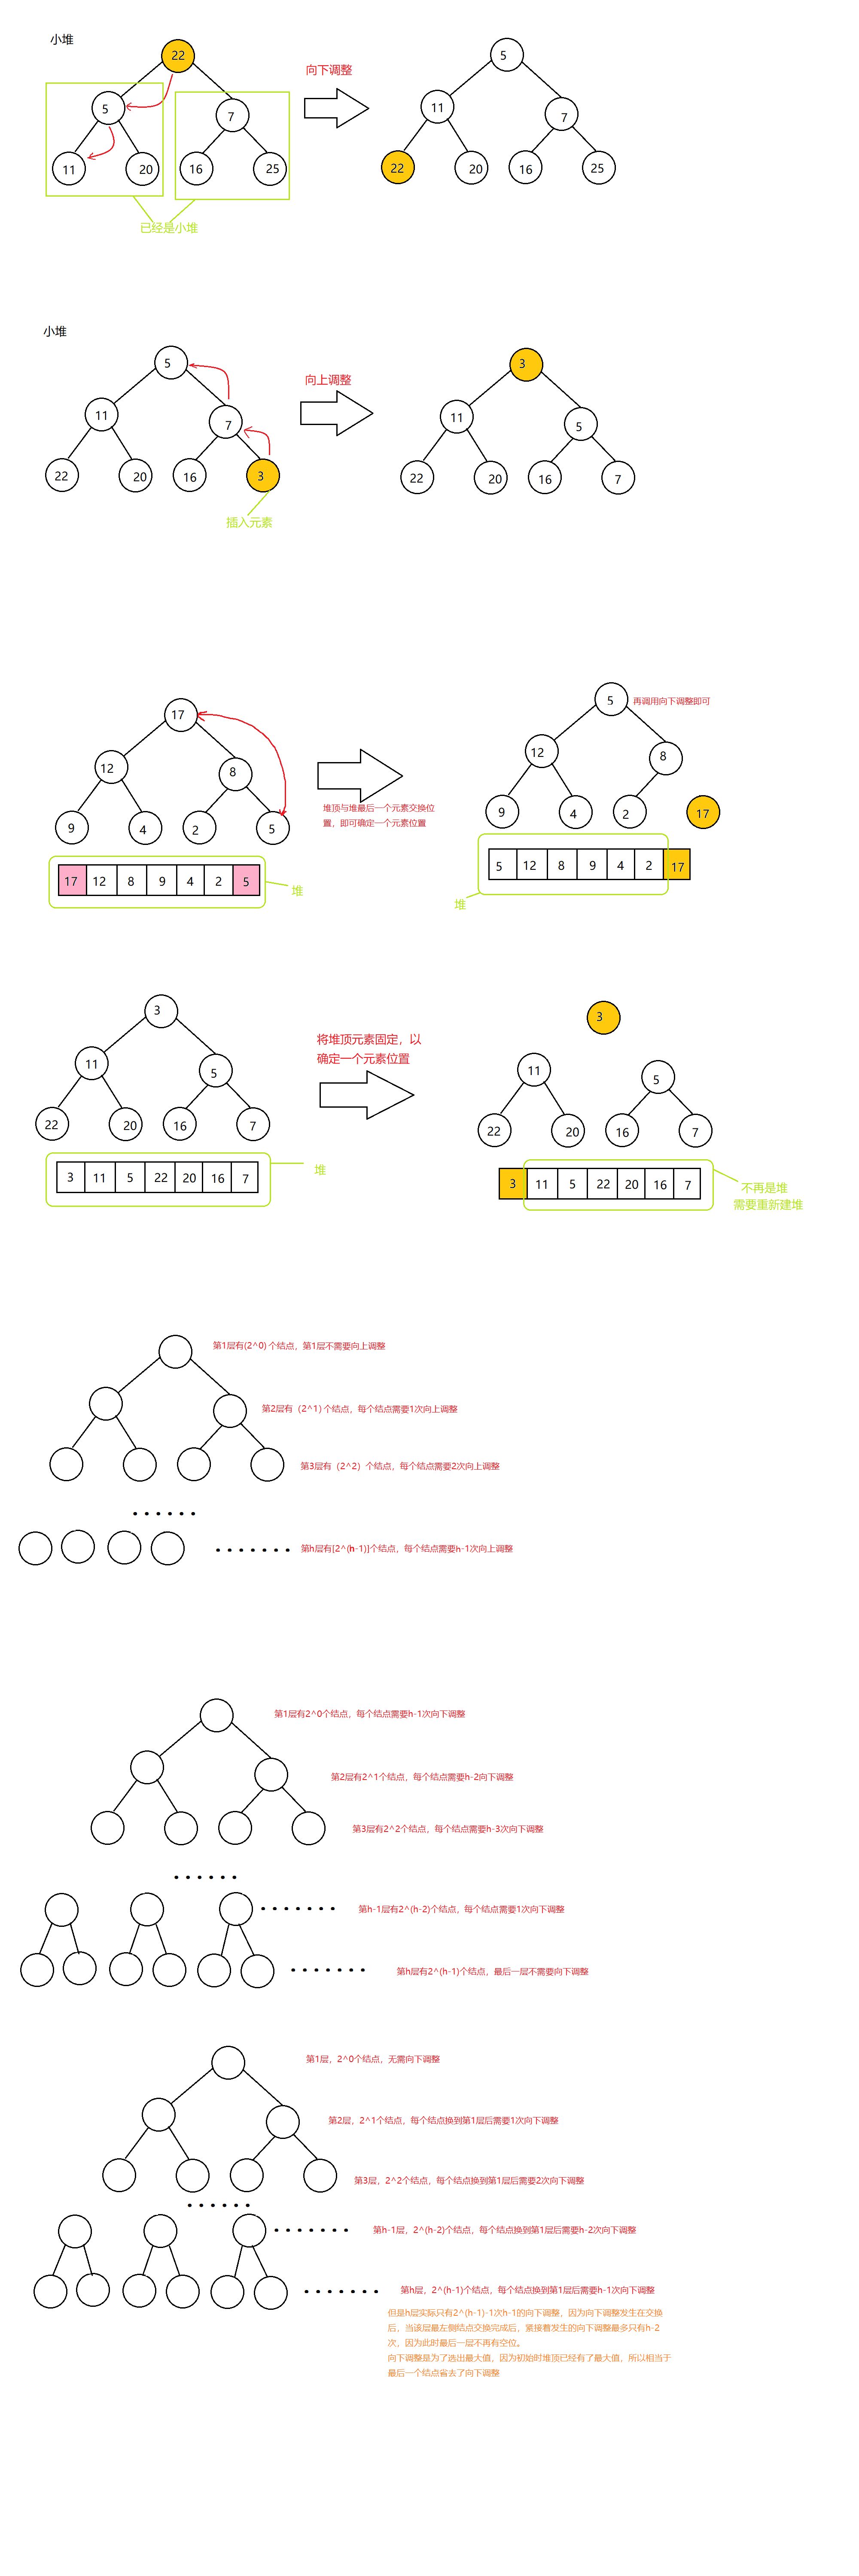 小堆
22
向下调整
5
5
7
11
7
11
20
16
25
22
20
16
25
已经是小堆
小堆
5
向上调整
3
11
7
11
5
22
20
16
3
22
20
16
7
插入元素
17
5
再调用向下调整即可
12
8
12
8
堆顶与堆最后一个元素交换位
置，即可确定一个元素位置
9
4
2
5
9
4
2
17
17 12 8 9 4 2 5
堆
5 12 8 9 4 2 17
堆
3
将堆顶元素固定，以
确定一个元素位置
3
11
5
11
5
22
20
16
7
22
20
16
7
3 11 5 22 20 16 7
堆
3 11 5 22 20 16 7
不再是堆
需要重新建堆
第1层有(2^0) 个结点，第1层不需要向上调整
第2层有（2^1) 个结点，每个结点需要1次向上调整
第3层有（2^2）个结点，每个结点需要2次向上调整
······
·······
第h层有[2^(h-1)]个结点，每个结点需要h-1次向上调整
第1层有2^0个结点，每个结点需要h-1次向下调整
第2层有2^1个结点，每个结点需要h-2向下调整
第3层有2^2个结点，每个结点需要h-3次向下调整
······
·······
第h-1层有2^(h-2)个结点，每个结点需要1次向下调整
·······
第h层有2^(h-1)个结点，最后一层不需要向下调整
第1层，2^0个结点，无需向下调整
第2层，2^1个结点，每个结点换到第1层后需要1次向下调整
第3层，2^2个结点，每个结点换到第1层后需要2次向下调整
······
·······
第h-1层，2^(h-2)个结点，每个结点换到第1层后需要h-2次向下调整
·······
第h层，2^(h-1)个结点，每个结点换到第1层后需要h-1次向下调整
但是h层实际只有2^(h-1)-1次h-1的向下调整，因为向下调整发生在交换
后，当该层最左侧结点交换完成后，紧接着发生的向下调整最多只有h-2
次，因为此时最后一层不再有空位。
向下调整是为了选出最大值，因为初始时堆顶已经有了最大值，所以相当于
最后一个结点省去了向下调整